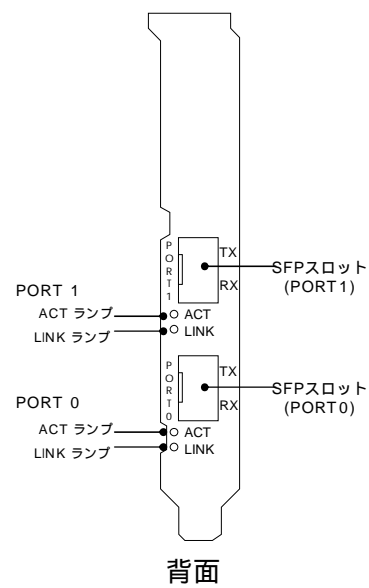 PORT1
TX
RX
SFPスロット
(PORT1)
PORT 1
ACT ランプ
ACT
LINK ランプ
LINK
PORT0
TX
RX
SFPスロット
(PORT0)
PORT 0
ACT ランプ
ACT
LINK ランプ
LINK
背面